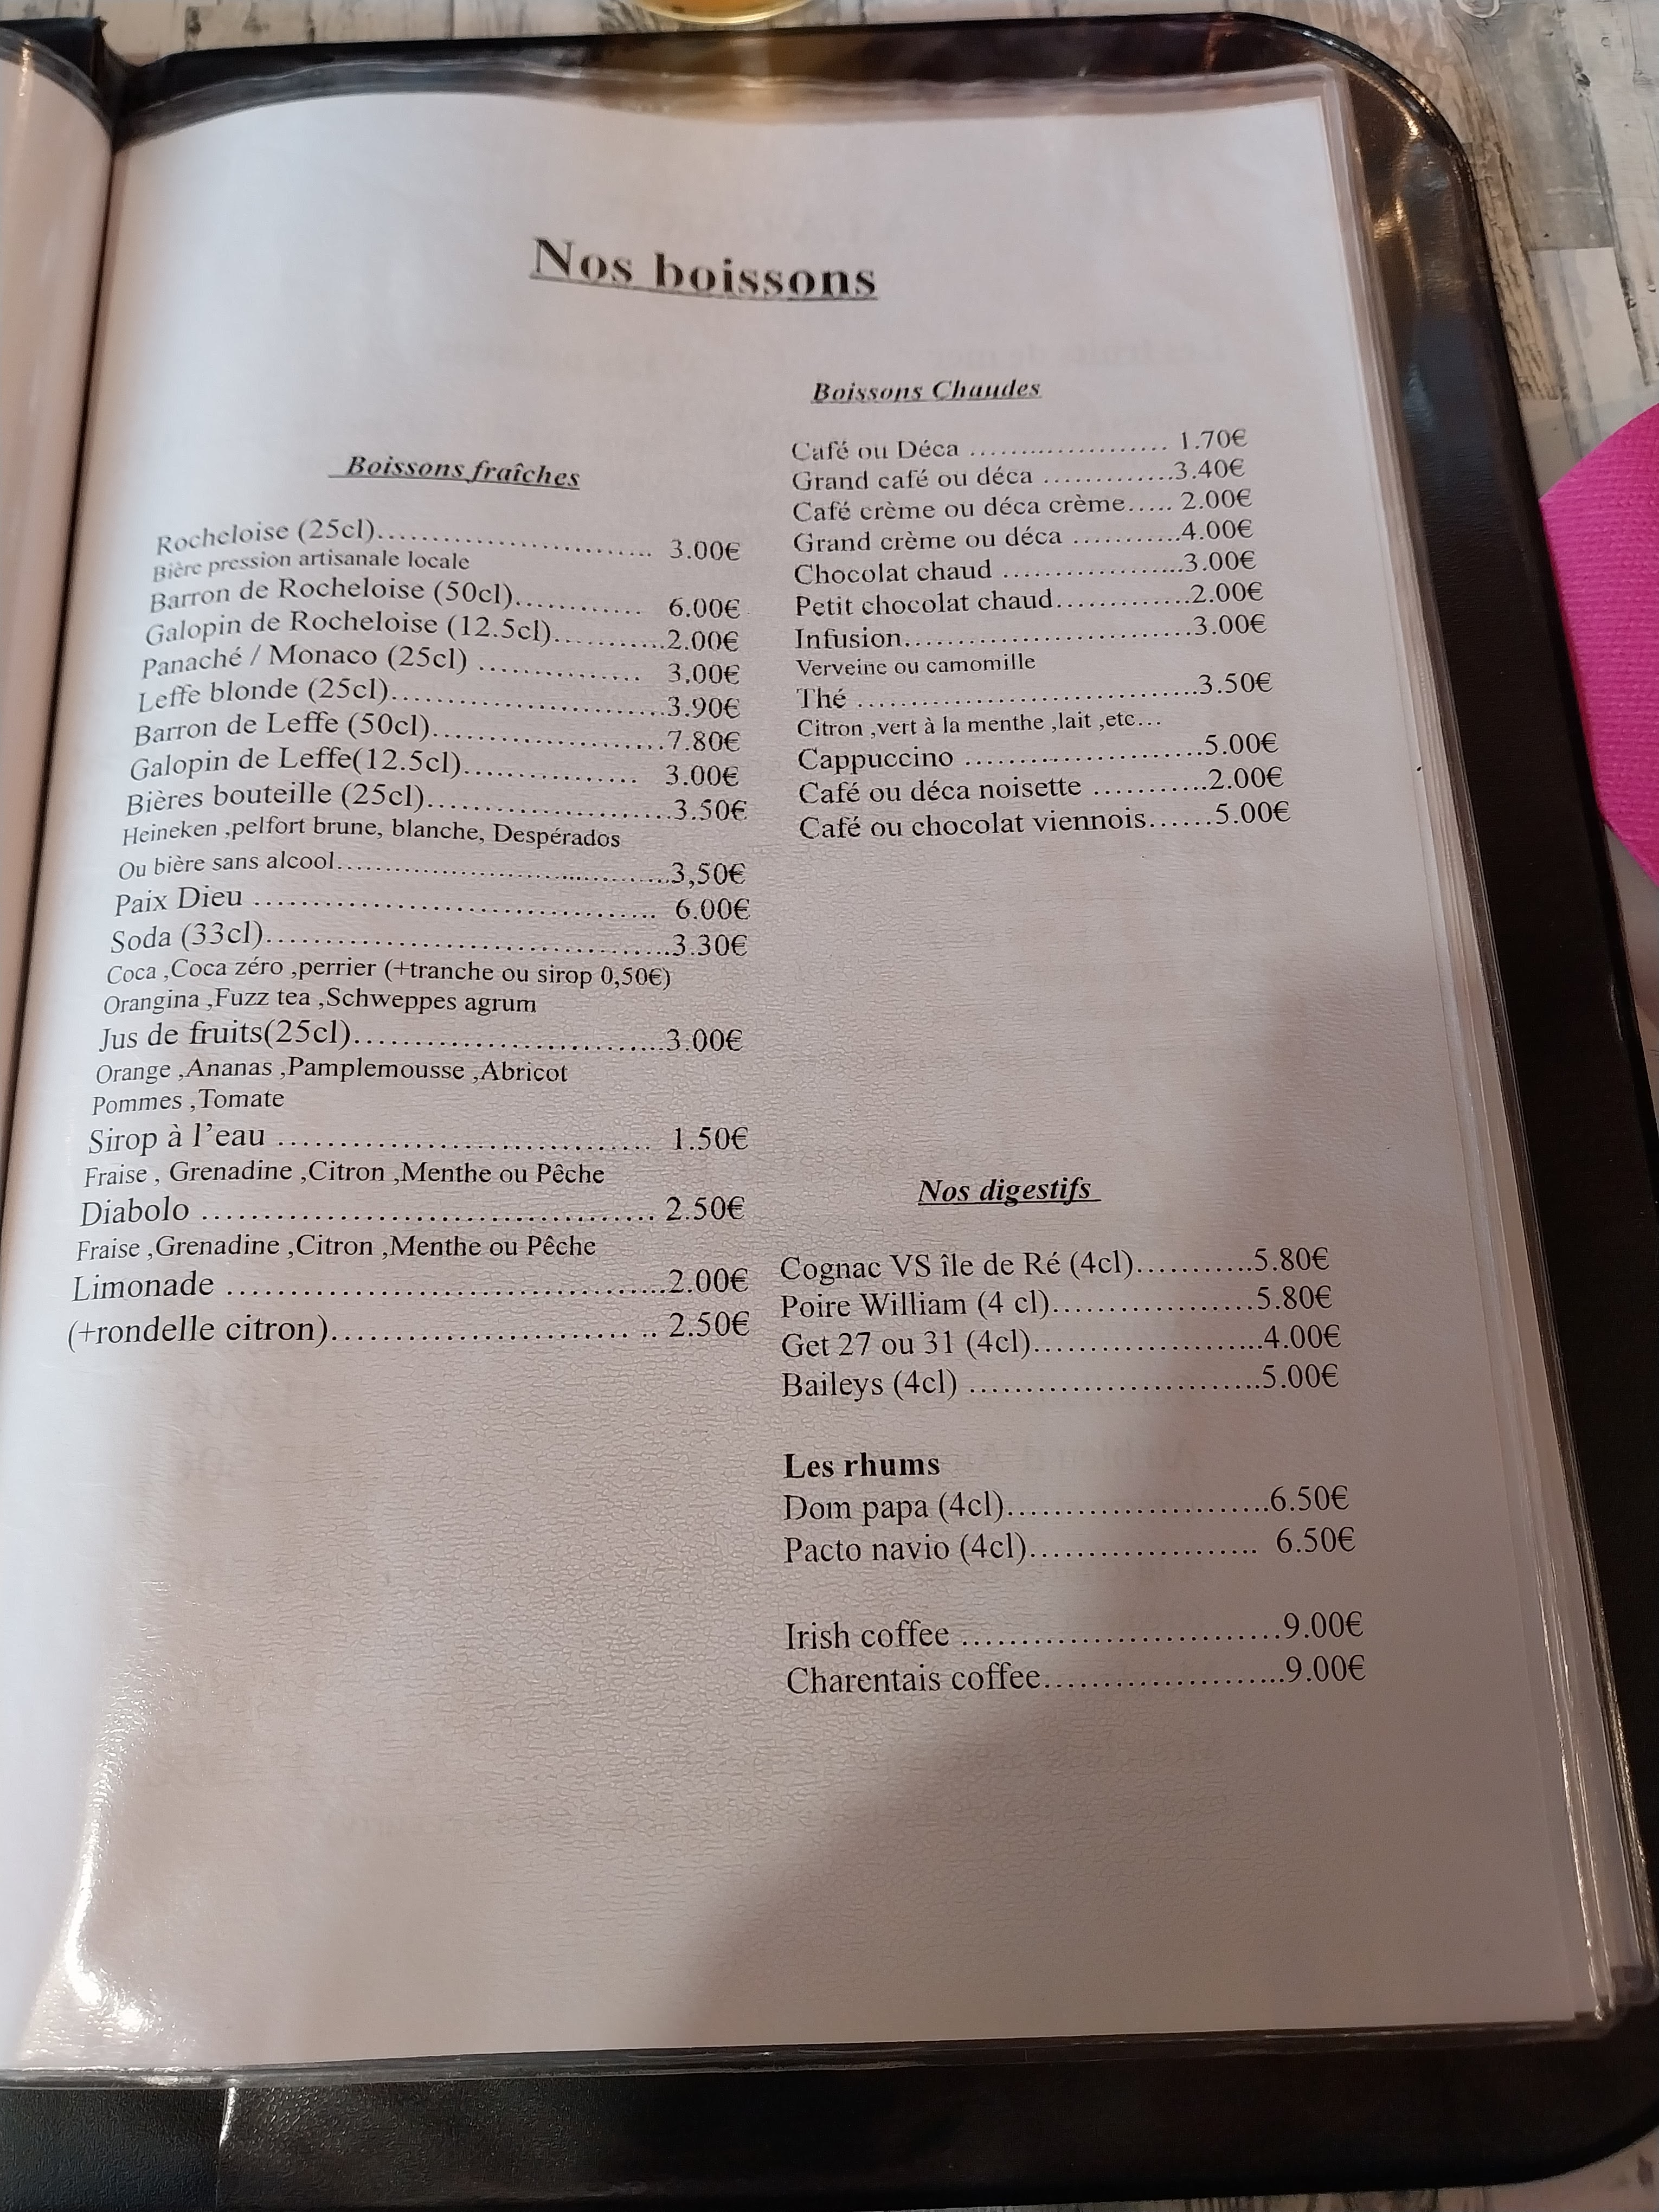 Nos boissons
Boissons fraîches
Rocheloise (25cl)........................... 3.00€
Bière pression artisanale locale
Barron de Rocheloise (50cl)............ 6.00€
Galopin de Rocheloise (12.5cl)...........2.00€
Panaché / Monaco (25cl) ............... 3.00€
Leffe blonde (25cl)..........................3.90€
Barron de Leffe (50cl)......................7.80€
Galopin de Leffe(12.5cl)................. 3.00€
Bières bouteille (25cl).......................3.50€
Heineken ,pelfort brune, blanche, Despérados
Ou bière sans alcool.....................................3,50€
Paix Dieu ...................................... 6.00€
Soda (33cl).......................................3.30€
Coca ,Coca zéro ,perrier (+tranche ou sirop 0,50€)
Orangina ,Fuzz tea ,Schweppes agrum
Jus de fruits(25cl)..............................3.00€
Orange ,Ananas ,Pamplemousse ,Abricot
Pommes ,Tomate
Sirop à l’eau ................................... 1.50€
Fraise , Grenadine ,Citron ,Menthe ou Pêche
Diabolo .......................................... 2.50€
Fraise ,Grenadine ,Citron ,Menthe ou Pêche
Limonade .........................................2.00€
(+rondelle citron)............................ .. 2.50€
Boissons Chaudes
Café ou Déca ...................... 1.70€
Grand café ou déca .............3.40€
Café crème ou déca crème..... 2.00€
Grand crème ou déca ...........4.00€
Chocolat chaud ...................3.00€
Petit chocolat chaud.............2.00€
Infusion.............................3.00€
Verveine ou camomille
Thé ..................................3.50€
Citron ,vert à la menthe ,lait ,etc…
Cappuccino ........................5.00€
Café ou déca noisette ...........2.00€
Café ou chocolat viennois......5.00€
Nos digestifs
Cognac VS île de Ré (4cl)...........5.80€
Poire William (4 cl)...................5.80€
Get 27 ou 31 (4cl)......................4.00€
Baileys (4cl) ............................5.00€
Les rhums
Dom papa (4cl).........................6.50€
Pacto navio (4cl)..................... 6.50€
Irish coffee ..............................9.00€
Charentais coffee.......................9.00€